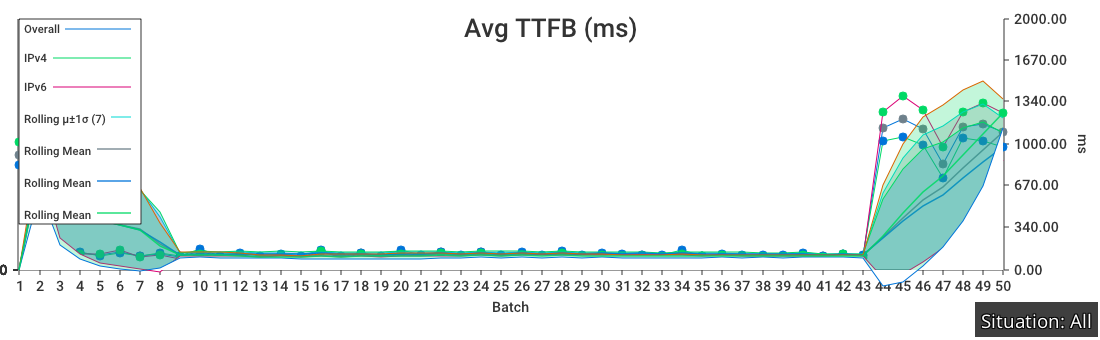 Avg TTFB (ms)
Overall
IPv4
IPv6
Rolling µ±1σ (7)
Rolling Mean
Rolling Mean
Rolling Mean
2000.00
1670.00
1340.00
1000.00
670.00
340.00
0.00
ms
0
1 2 3 4 5 6 7 8 9 10 11 12 13 14 15 16 17 18 19 20 21 22 23 24 25 26 27 28 29 30 31 32 33 34 35 36 37 38 39 40 41 42 43 44 45 46 47 48 49 50
Batch
Situation: All